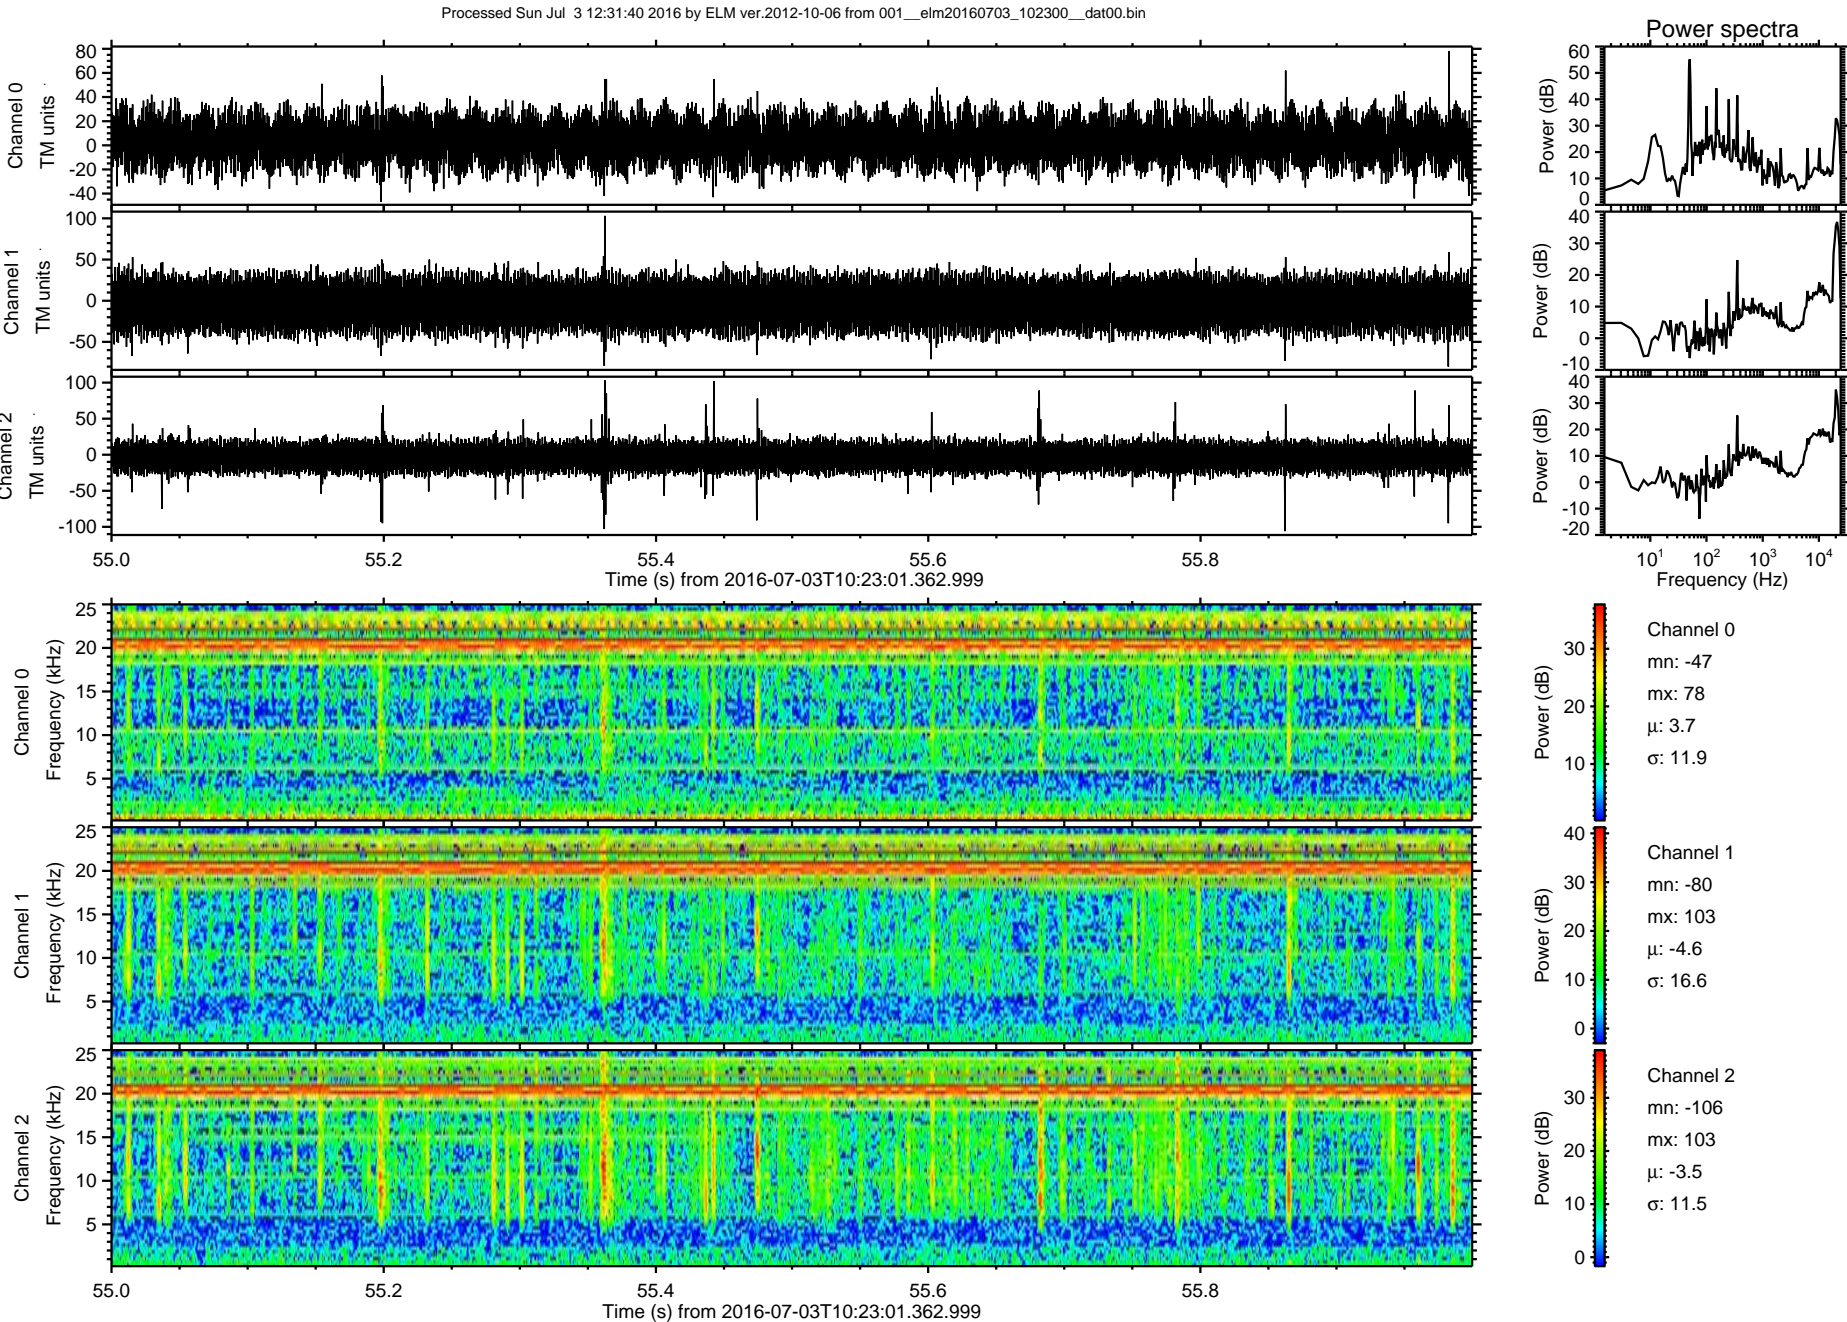 Processed Sun Jul  3 12:31:40 2016 by ELM ver.2012-10-06 from 001__elm20160703_102300__dat00.bin
Power spectra
Channel 0
TM units
80
60
40
20
0
-20
-40
Power (dB)
60
50
40
30
20
10
0
Channel 1
TM units
100
50
0
-50
Power (dB)
40
30
20
10
0
-10
Channel 2
TM units
100
50
0
-50
-100
Power (dB)
40
30
20
10
0
-10
-20
55.0 55.2 55.4 55.6 55.8
Time (s) from 2016-07-03T10:23:01.362.999
10^1 10^2 10^3 10^4
Frequency (Hz)
Channel 0
Frequency (kHz)
25
20
15
10
5
Power (dB)
30
20
10
Channel 0
mn: -47
mx: 78
μ: 3.7
σ: 11.9
Channel 1
Frequency (kHz)
25
20
15
10
5
Power (dB)
40
30
20
10
0
Channel 1
mn: -80
mx: 103
μ: -4.6
σ: 16.6
Channel 2
Frequency (kHz)
25
20
15
10
5
Power (dB)
30
20
10
0
Channel 2
mn: -106
mx: 103
μ: -3.5
σ: 11.5
55.0 55.2 55.4 55.6 55.8
Time (s) from 2016-07-03T10:23:01.362.999